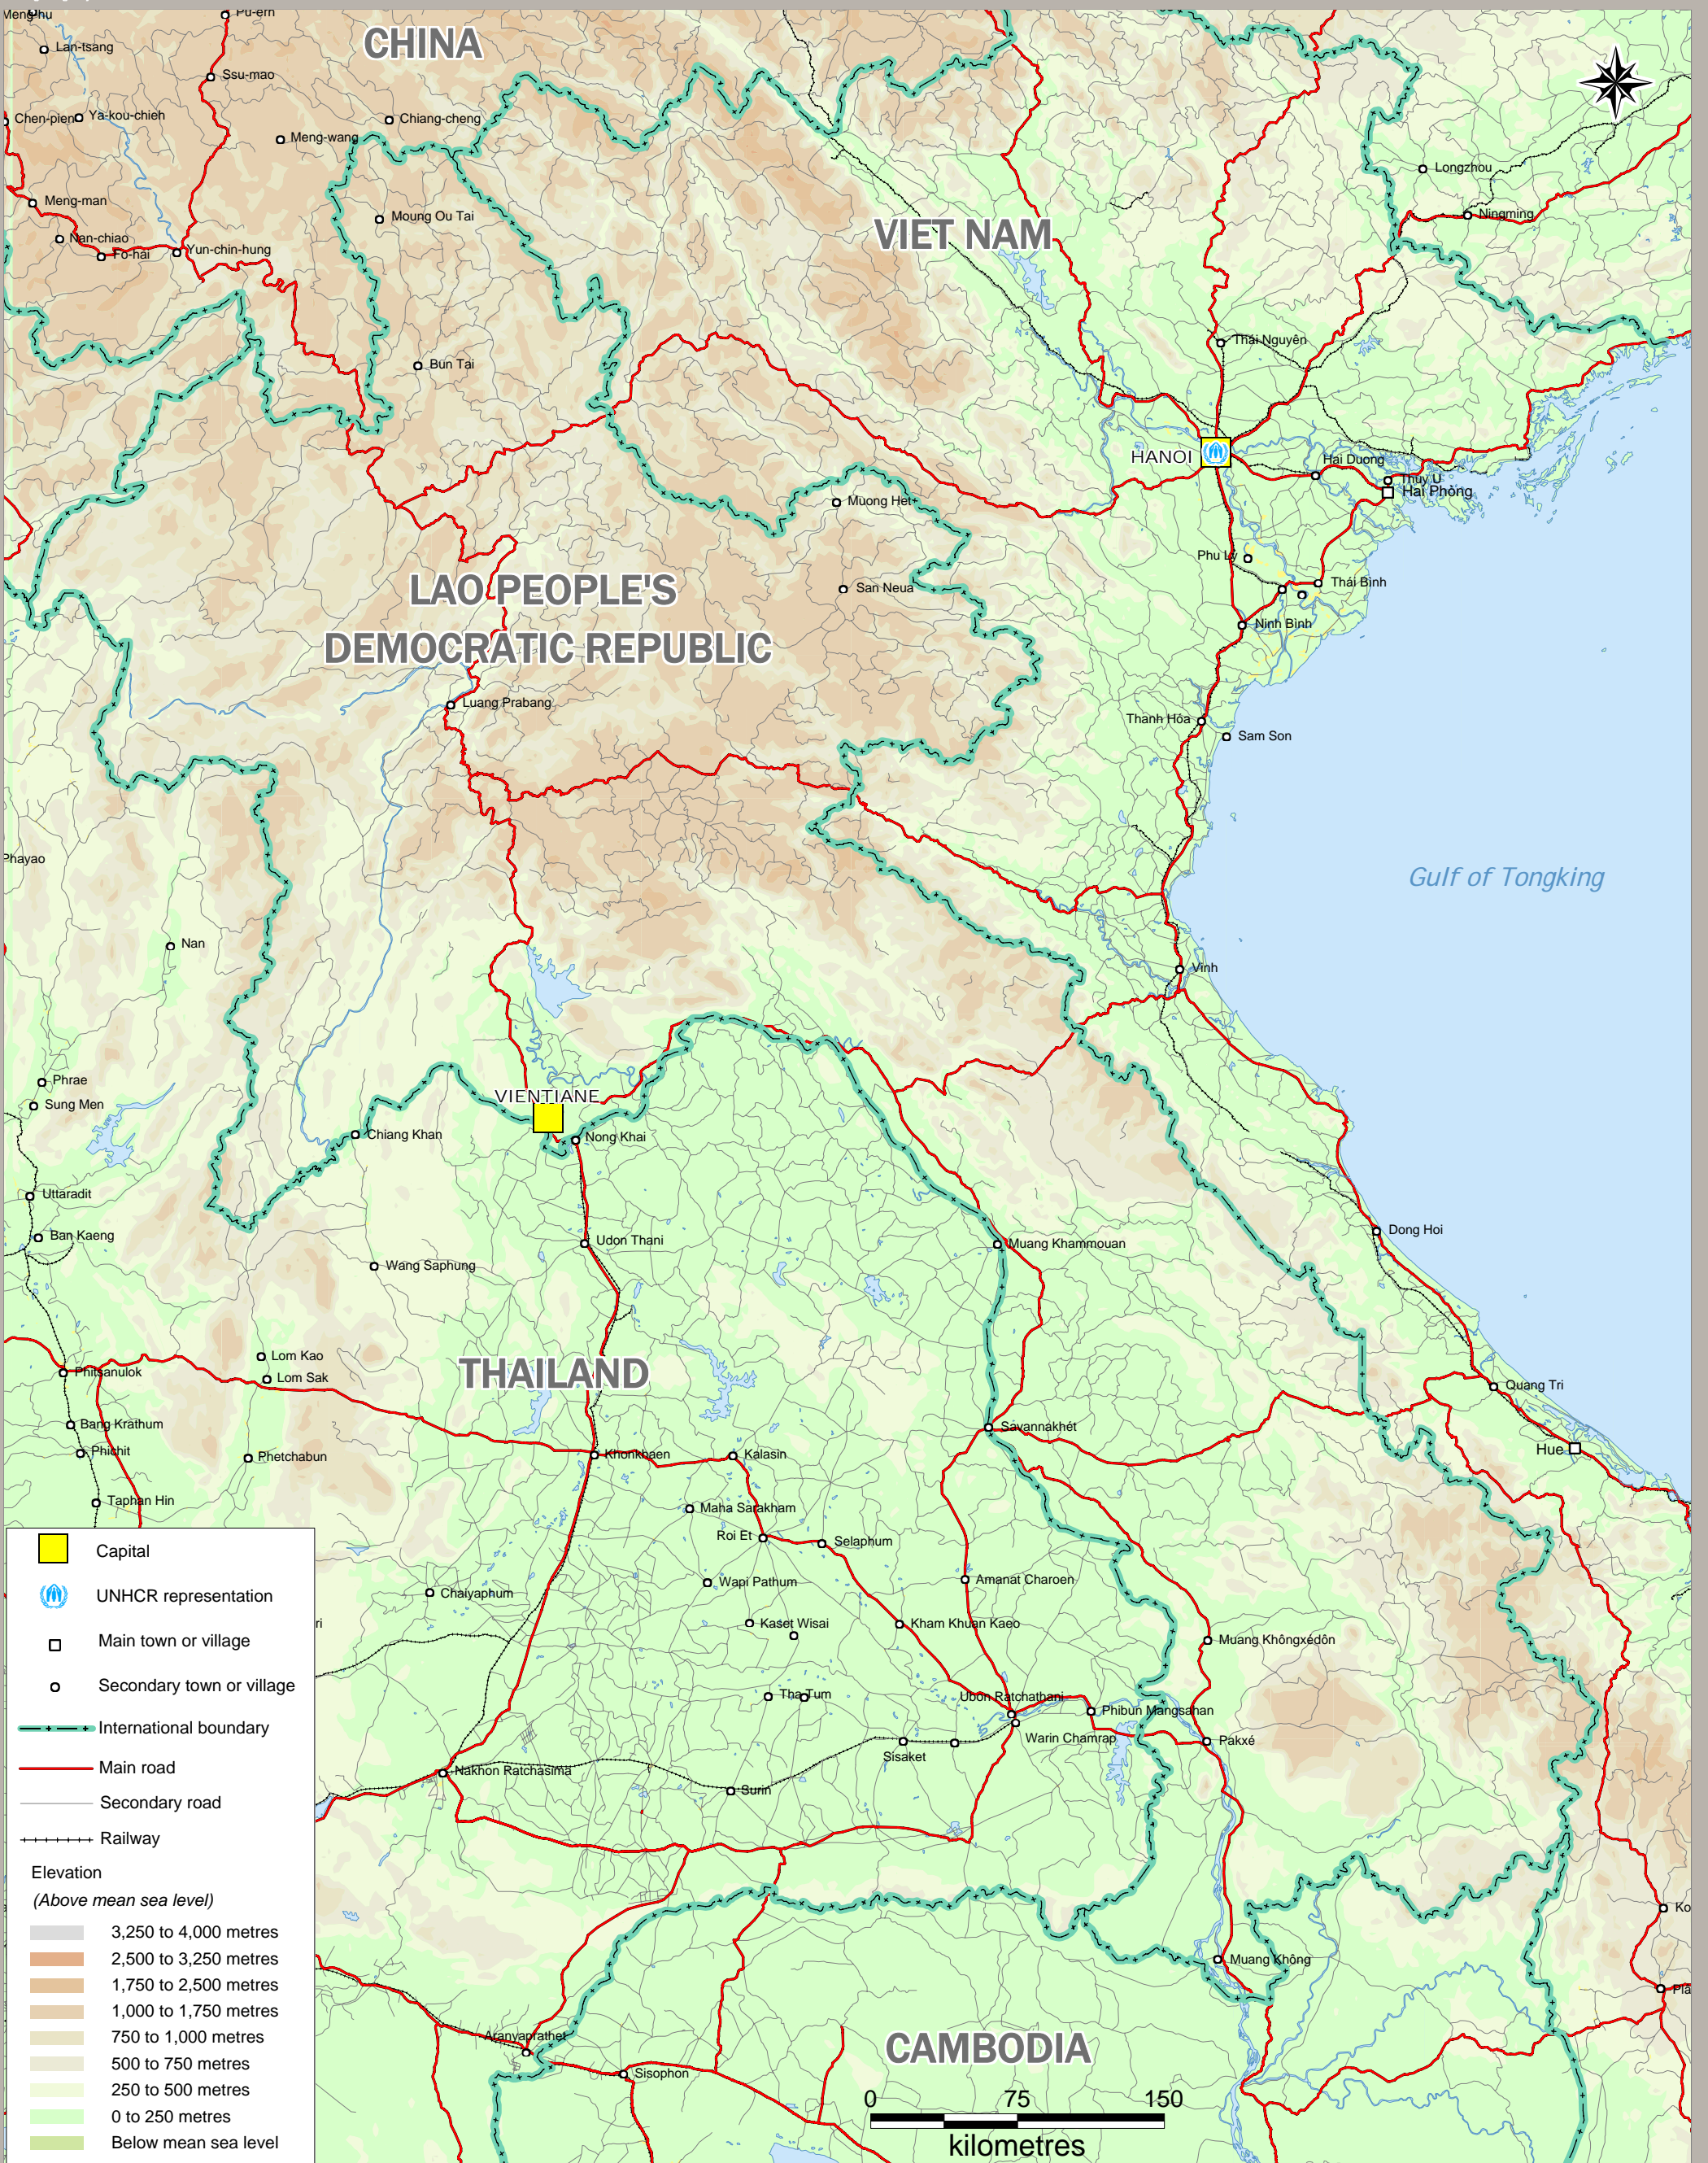 Meng-hu
Pu-erh
CHINA
Lan-tsang
Ssu-mao
Chen-pien
Ya-kou-chieh
Chiang-cheng
Meng-wang
Longzhou
Meng-man
Moung Ou Tai
Ningming
VIET NAM
Nan-chiao
Fo-hai
Yun-chin-hung
Thái Nguyên
Bun Tai
HANOI
Hai Duong
Thuy U
Hai Phòng
Muong Het
Phu Ly
Thái Bình
San Neua
LAO PEOPLE'S
DEMOCRATIC REPUBLIC
Ninh Bình
Luang Prabang
Thanh Hóa
Sam Son
Phayao
Gulf of Tongking
Nan
Vinh
Phrae
Sung Men
VIENTIANE
Chiang Khan
Nong Khai
Uttaradit
Ban Kaeng
Udon Thani
Muang Khammouan
Dong Hoi
Wang Saphung
Lom Kao
Lom Sak
Phitsanulok
THAILAND
Quang Tri
Bang Krathum
Phichit
Phetchabun
Khonkhaen
Kalasin
Savannakhét
Hue
Taphan Hin
Maha Sarakham
Roi Et
Selaphum
Chaiyaphum
Wapi Pathum
Amanat Charoen
ri
Kaset Wisai
Kham Khuan Kaeo
Muang Khôngxédôn
Tha Tum
Ubon Ratchathani
Phibun Mangsahan
Warin Chamrap
Pakxé
Sisaket
Nakhon Ratchasima
Surin
Ko
Muang Không
Pla
Aranyaprathet
Sisophon
CAMBODIA
0 75 150
kilometres
Capital
UNHCR representation
Main town or village
Secondary town or village
International boundary
Main road
Secondary road
Railway
Elevation
(Above mean sea level)
3,250 to 4,000 metres
2,500 to 3,250 metres
1,750 to 2,500 metres
1,000 to 1,750 metres
750 to 1,000 metres
500 to 750 metres
250 to 500 metres
0 to 250 metres
Below mean sea level